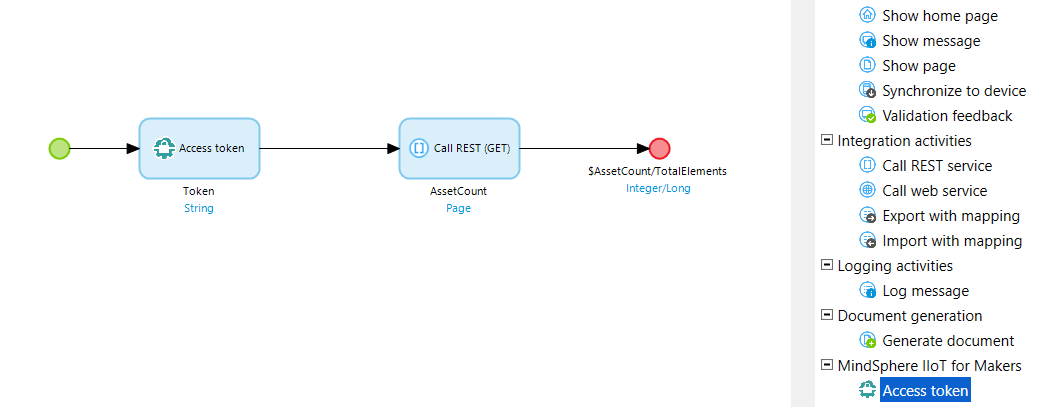 Access token
Token
String
Call REST (GET)
AssetCount
Page
$AssetCount/TotalElements
Integer/Long
Show home page
Show message
Show page
Synchronize to device
Validation feedback
Integration activities
Call REST service
Call web service
Export with mapping
Import with mapping
Logging activities
Log message
Document generation
Generate document
MindSphere IIoT for Makers
Access token